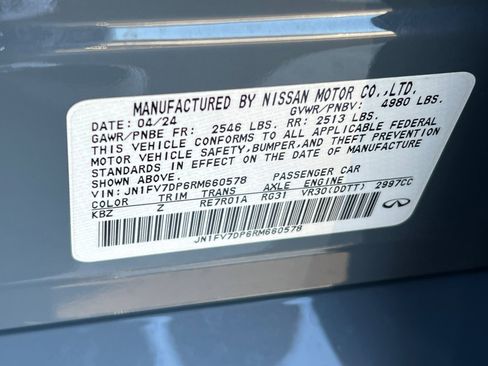 MANUFACTURED BY NISSAN MOTOR CO.,LTD.
DATE: 04/24 GVWR/PNBV: 4980 LBS.
GAWR/PNBE FR: 2546 LBS. RR: 2513 LBS.
THIS VEHICLE CONFORMS TO ALL APPLICABLE FEDERAL
MOTOR VEHICLE SAFETY,BUMPER,AND THEFT PREVENTION
STANDARDS IN EFFECT ON THE DATE OF MANUFACTURE
SHOWN ABOVE.
VIN: JN1FV7DP6RM660578 PASSENGER CAR
COLOR TRIM TRANS AXLE ENGINE
KBZ Z RE7R01A RG31 VR30(DDTT) 2997CC
JN1FV7DP6RM660578